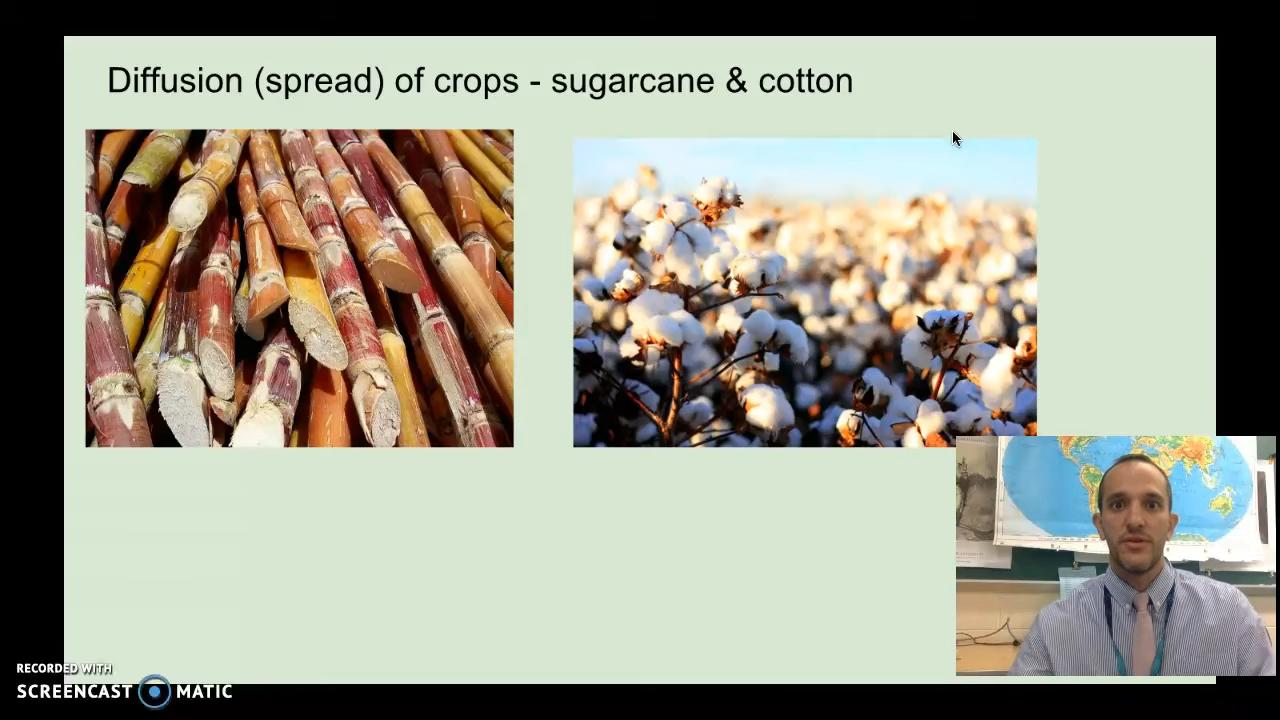 Diffusion (spread) of crops - sugarcane & cotton
RECORDED WITH
SCREENCAST MATIC